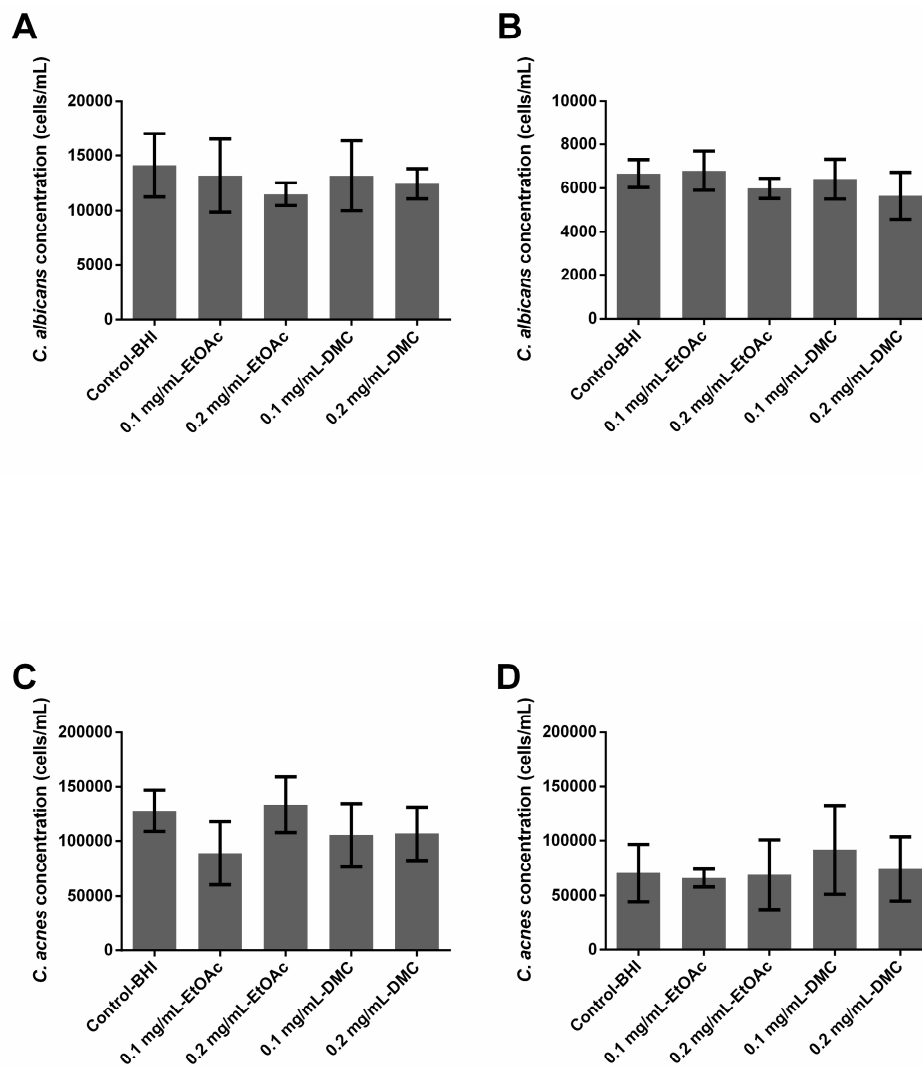 A
C. albicans concentration (cells/mL)
20000
15000
10000
5000
0
Control-BHI
0.1 mg/mL-EtOAc
0.2 mg/mL-EtOAc
0.1 mg/mL-DMC
0.2 mg/mL-DMC
B
C. albicans concentration (cells/mL)
10000
8000
6000
4000
2000
0
Control-BHI
0.1 mg/mL-EtOAc
0.2 mg/mL-EtOAc
0.1 mg/mL-DMC
0.2 mg/mL-DMC
C
C. acnes concentration (cells/mL)
200000
150000
100000
50000
0
Control-BHI
0.1 mg/mL-EtOAc
0.2 mg/mL-EtOAc
0.1 mg/mL-DMC
0.2 mg/mL-DMC
D
C. acnes concentration (cells/mL)
200000
150000
100000
50000
0
Control-BHI
0.1 mg/mL-EtOAc
0.2 mg/mL-EtOAc
0.1 mg/mL-DMC
0.2 mg/mL-DMC